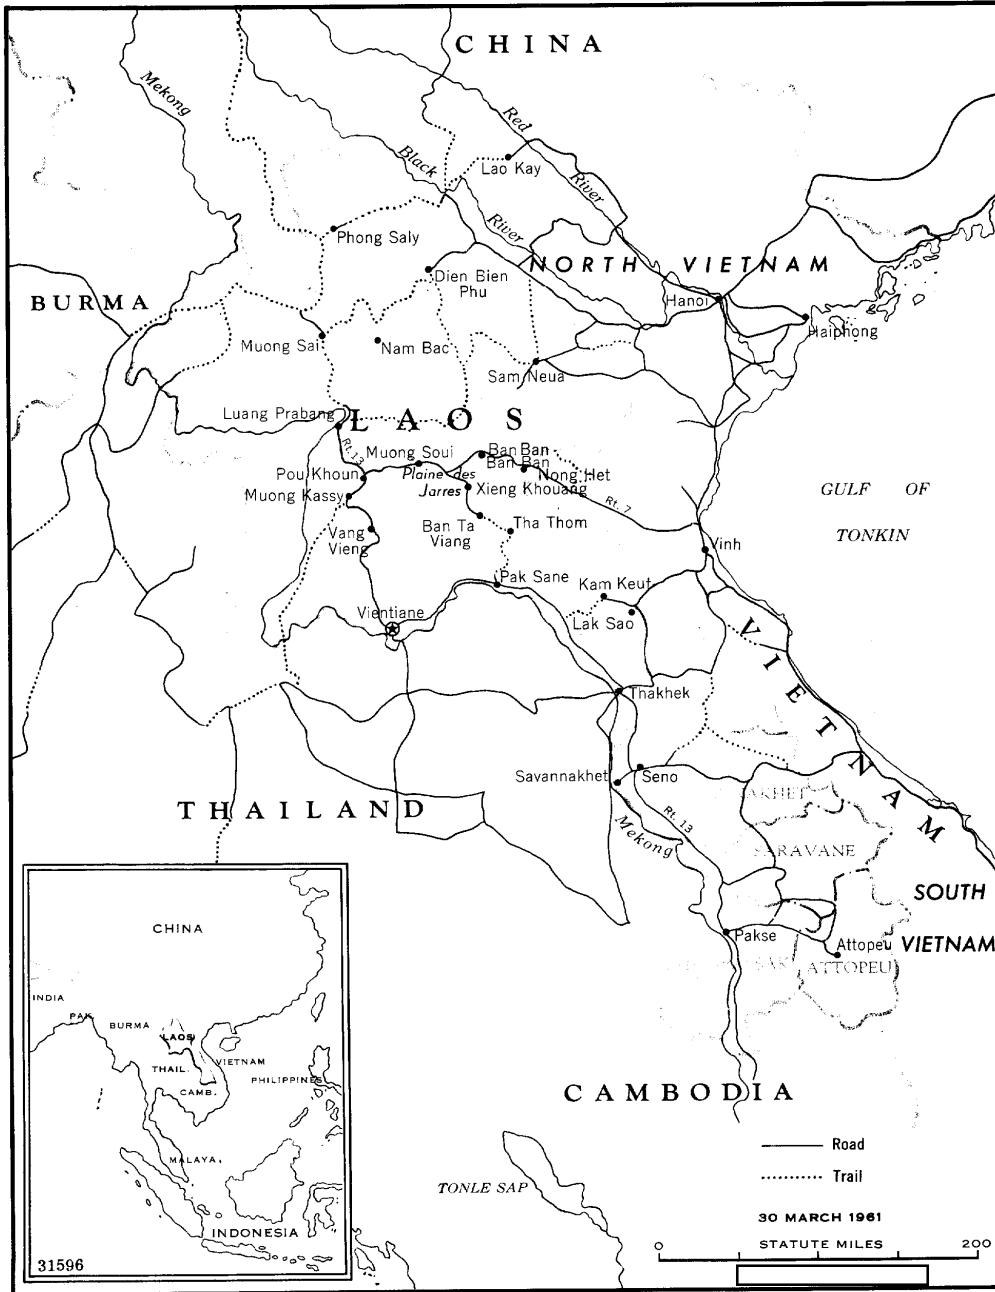 CHINA
Mekong
Red
River
Black
River
Lao Kay
Phong Saly
Dien Bien
Phu
NORTH VIETNAM
Hanoi
Haiphong
BURMA
Muong Sai
Nam Bac
Sam Neua
Luang Prabang
LAOS
Rt.13
Muong Soui
Ban Ban
Ban Ban
Nong Het
Pou Khoun
Plaine des
Jarres
Xieng Khouang
Muong Kassy
Rt. 7
GULF OF
TONKIN
Vang
Vieng
Ban Ta
Viang
Tha Thom
Vinh
Pak Sane
Kam Keut
Lak Sao
Vientiane
VIETNAM
Thakhek
Savannakhet
Seno
AKHET
THAILAND
Mekong
Rt. 13
SARAVANE
SOUTH
VIETNAM
Pakse
Attopeu
SAK
ATTOPEU
CAMBODIA
TONLE SAP
Road
Trail
30 MARCH 1961
STATUTE MILES
0 200
CHINA
INDIA
PAK.
BURMA
LAOS
THAIL.
VIETNAM
CAMB.
PHILIPPINES
MALAYA
INDONESIA
31596